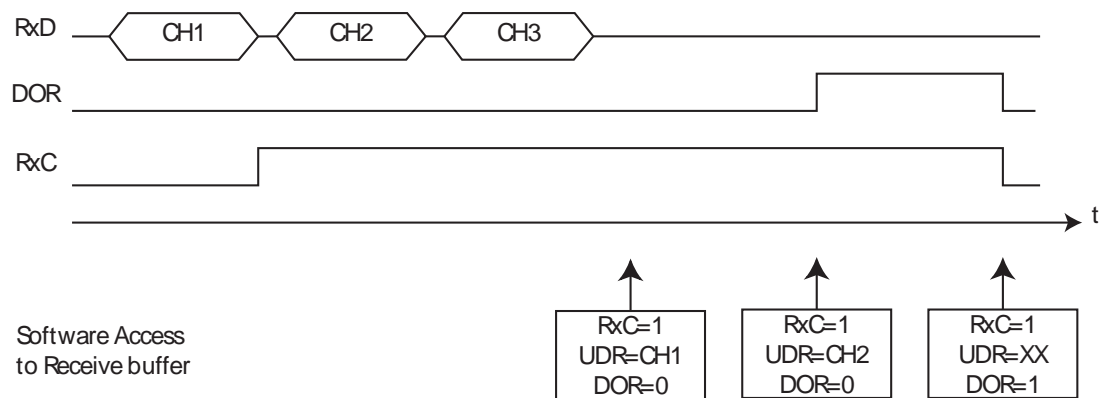 RxD
CH1 CH2 CH3
DOR
RxC
t
Software Access
to Receive buffer
RxC=1
UDR=CH1
DOR=0
RxC=1
UDR=CH2
DOR=0
RxC=1
UDR=XX
DOR=1